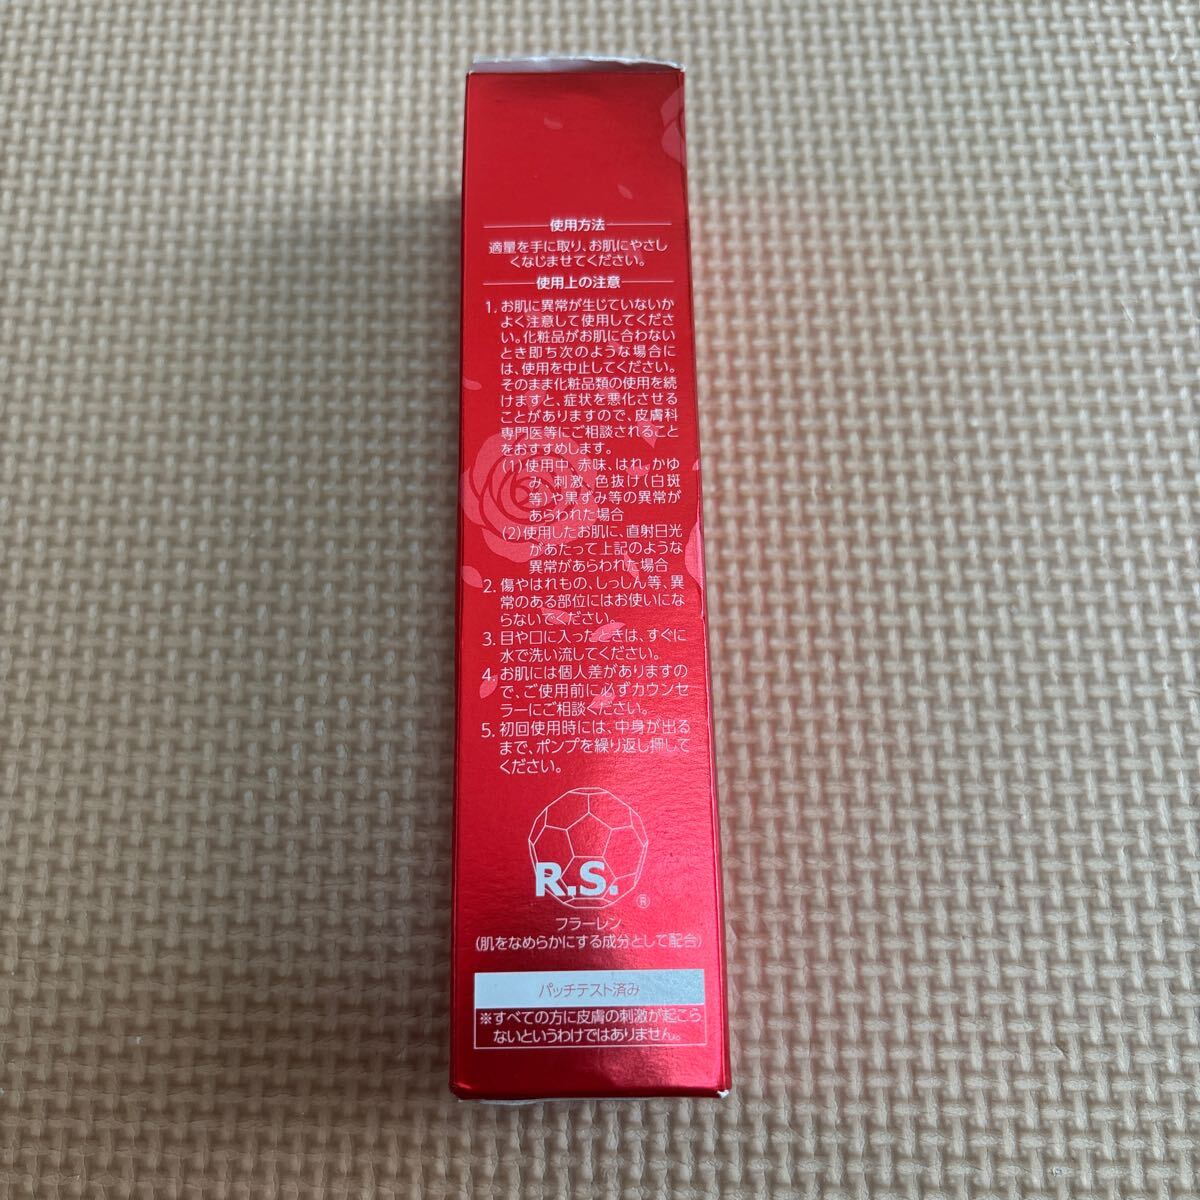 使用方法
適量を手に取り、お肌にやさし
くなじませてください。
使用上の注意
1. お肌に異常が生じていないか
よく注意して使用してくださ
い。化粧品がお肌に合わない
とき即ち次のような場合に
は、使用を中止してください。
そのまま化粧品類の使用を続
けますと、症状を悪化させる
ことがありますので、皮膚科
専門医等にご相談されること
をおすすめします。
(1)使用中、赤味、はれ、かゆ
み、刺激、色抜け(白斑
等)や黒ずみ等の異常が
あらわれた場合
(2)使用したお肌に、直射日光
があたって上記のような
異常があらわれた場合
2. 傷やはれもの、しっしん等、異
常のある部位にはお使いにな
らないでください。
3. 目や口に入ったときは、すぐに
水で洗い流してください。
4. お肌には個人差がありますの
で、ご使用前に必ずカウンセ
ラーにご相談ください。
5. 初回使用時には、中身が出る
まで、ポンプを繰り返し押して
ください。
R.S.
®
フラーレン
(肌をなめらかにする成分として配合)
パッチテスト済み
※すべての方に皮膚の刺激が起こら
ないというわけではありません。